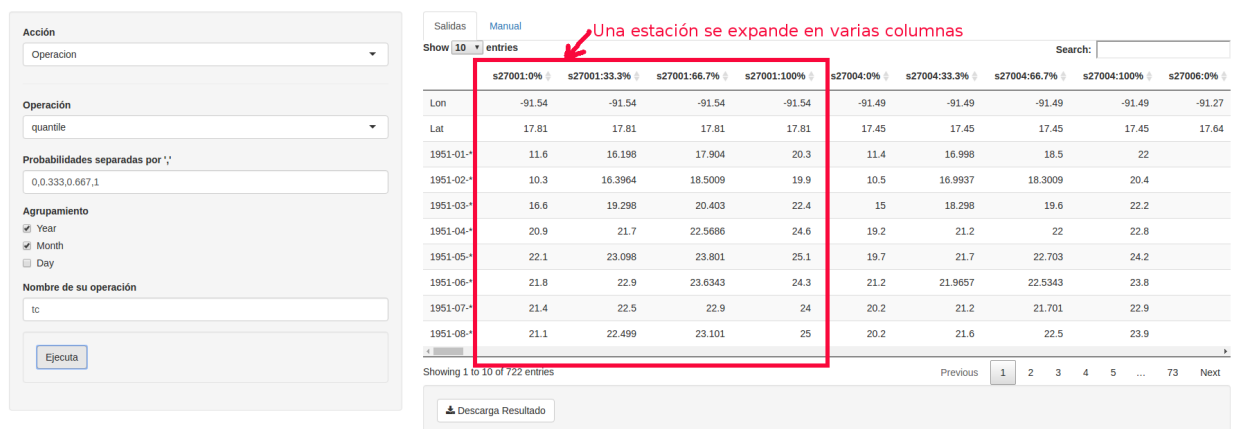 Acción
Operacion
Operación
quantile
Probabilidades separadas por ','
0,0.333,0.667,1
Agrupamiento
Year
Month
Day
Nombre de su operación
tc
Ejecuta
Salidas Manual
Una estación se expande en varias columnas
Show 10 entries Search:
s27001:0% s27001:33.3% s27001:66.7% s27001:100% s27004:0% s27004:33.3% s27004:66.7% s27004:100% s27006:0%
Lon -91.54 -91.54 -91.54 -91.54 -91.49 -91.49 -91.49 -91.49 -91.27
Lat 17.81 17.81 17.81 17.81 17.45 17.45 17.45 17.45 17.64
1951-01-* 11.6 16.198 17.904 20.3 11.4 16.998 18.5 22
1951-02-* 10.3 16.3964 18.5009 19.9 10.5 16.9937 18.3009 20.4
1951-03-* 16.6 19.298 20.403 22.4 15 18.298 19.6 22.2
1951-04-* 20.9 21.7 22.5686 24.6 19.2 21.2 22 22.8
1951-05-* 22.1 23.098 23.801 25.1 19.7 21.7 22.703 24.2
1951-06-* 21.8 22.9 23.6343 24.3 21.2 21.9657 22.5343 23.8
1951-07-* 21.4 22.5 22.9 24 20.2 21.2 21.701 22.9
1951-08-* 21.1 22.499 23.101 25 20.2 21.6 22.5 23.9
Showing 1 to 10 of 722 entries Previous 1 2 3 4 5 … 73 Next
Descarga Resultado